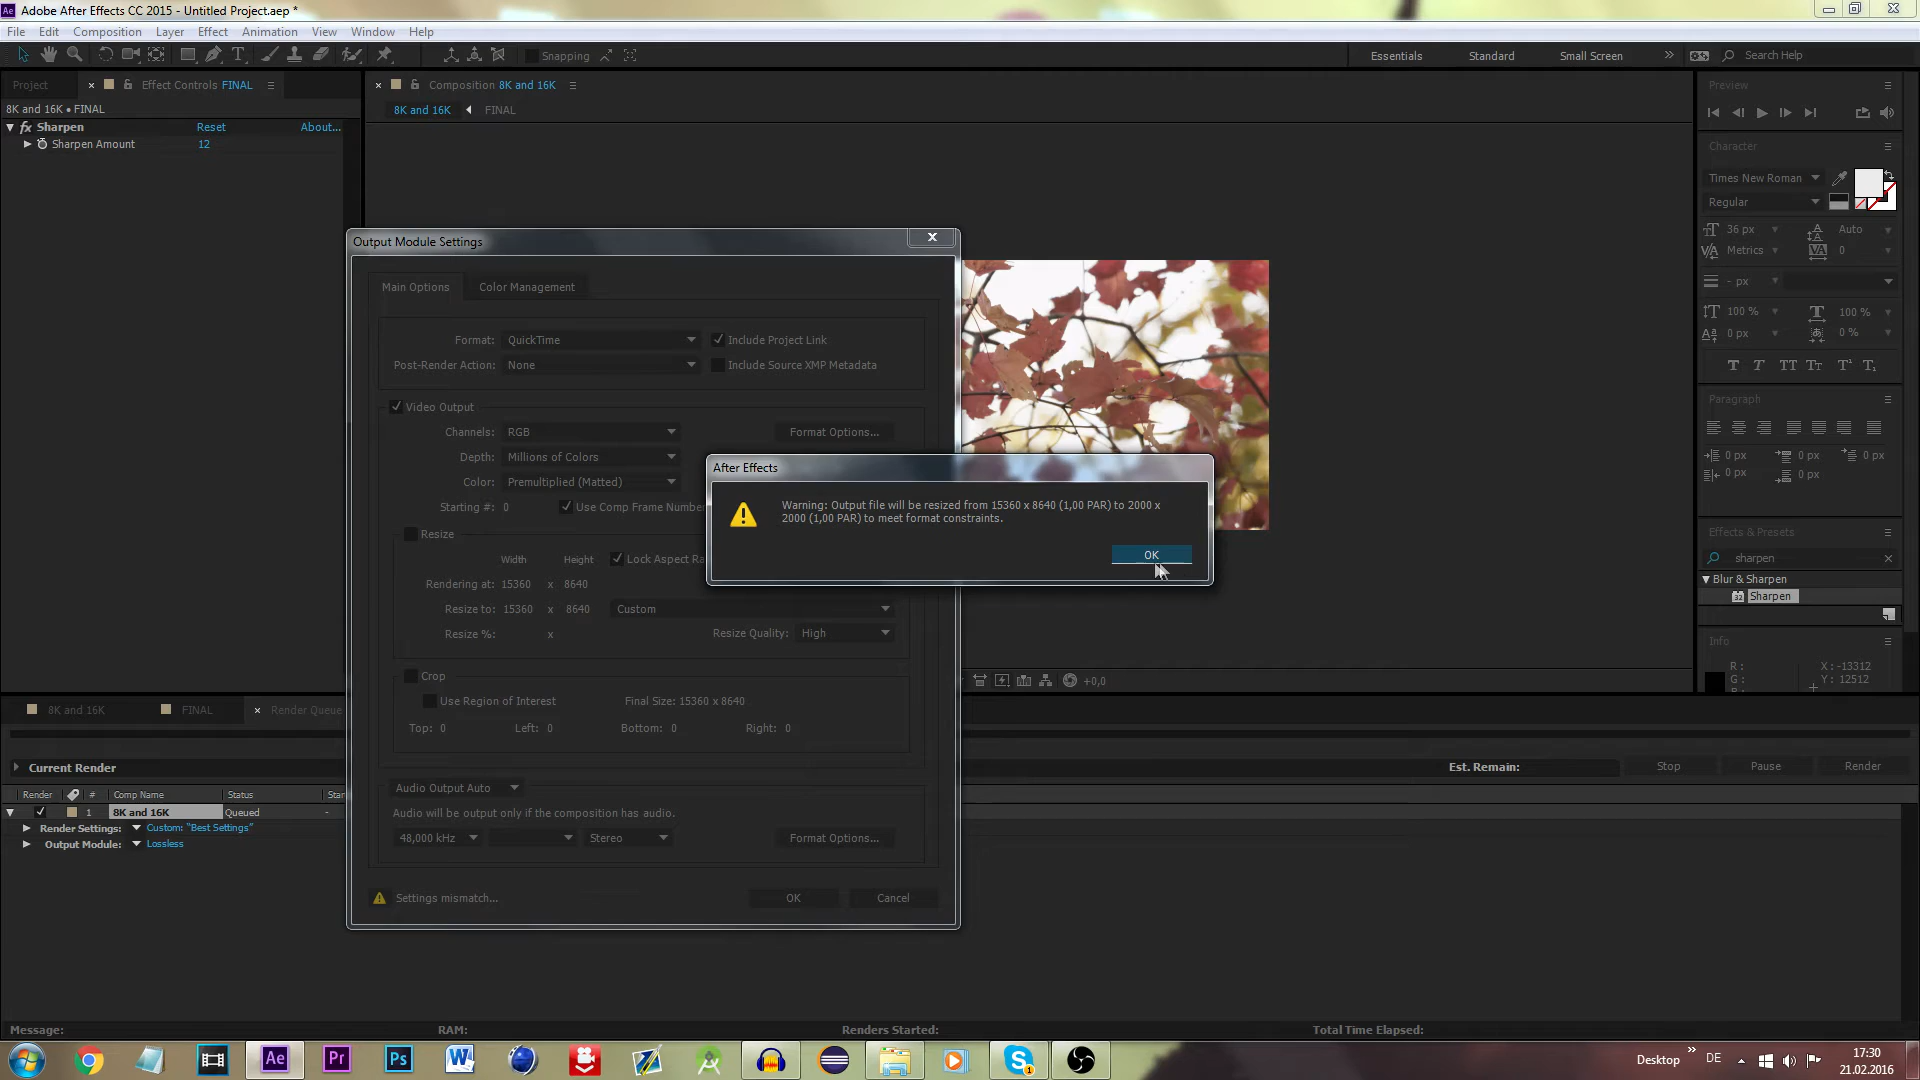 Adobe After Effects CC 2015 - Untitled Project.aep *
File Edit Composition Layer Effect Animation View Window Help
Snapping Essentials Standard Small Screen Search Help
Project Effect Controls FINAL Composition 8K and 16K Preview
8K and 16K • FINAL 8K and 16K FINAL
fx Sharpen Reset About...
Sharpen Amount 12
Character
Times New Roman
Regular
36 px Auto
Metrics 0
- px
100 % 100 %
0 px 0 %
Paragraph
0 px 0 px 0 px
0 px 0 px
Effects & Presets
sharpen
Blur & Sharpen
32 Sharpen
Info
R : X : -13312
G : Y : 12512
B :
Output Module Settings
Main Options Color Management
Format: QuickTime Include Project Link
Post-Render Action: None Include Source XMP Metadata
Video Output
Channels: RGB Format Options...
Depth: Millions of Colors
Color: Premultiplied (Matted)
Starting #: 0 Use Comp Frame Number
Resize
Width Height Lock Aspect Ra
Rendering at: 15360 x 8640
Resize to: 15360 x 8640 Custom
Resize %: x Resize Quality: High
Crop
Use Region of Interest Final Size: 15360 x 8640
Top: 0 Left: 0 Bottom: 0 Right: 0
Audio Output Auto
Audio will be output only if the composition has audio.
48,000 kHz Stereo Format Options...
Settings mismatch... OK Cancel
After Effects
Warning: Output file will be resized from 15360 x 8640 (1,00 PAR) to 2000 x
2000 (1,00 PAR) to meet format constraints.
OK
+0,0
8K and 16K FINAL Render Queue
Current Render Est. Remain: Stop Pause Render
Render # Comp Name Status Star
1 8K and 16K Queued -
Render Settings: Custom: "Best Settings"
Output Module: Lossless
Message: RAM: Renders Started: Total Time Elapsed:
Ae Pr Ps W S 1 Desktop » DE 17:30
21.02.2016